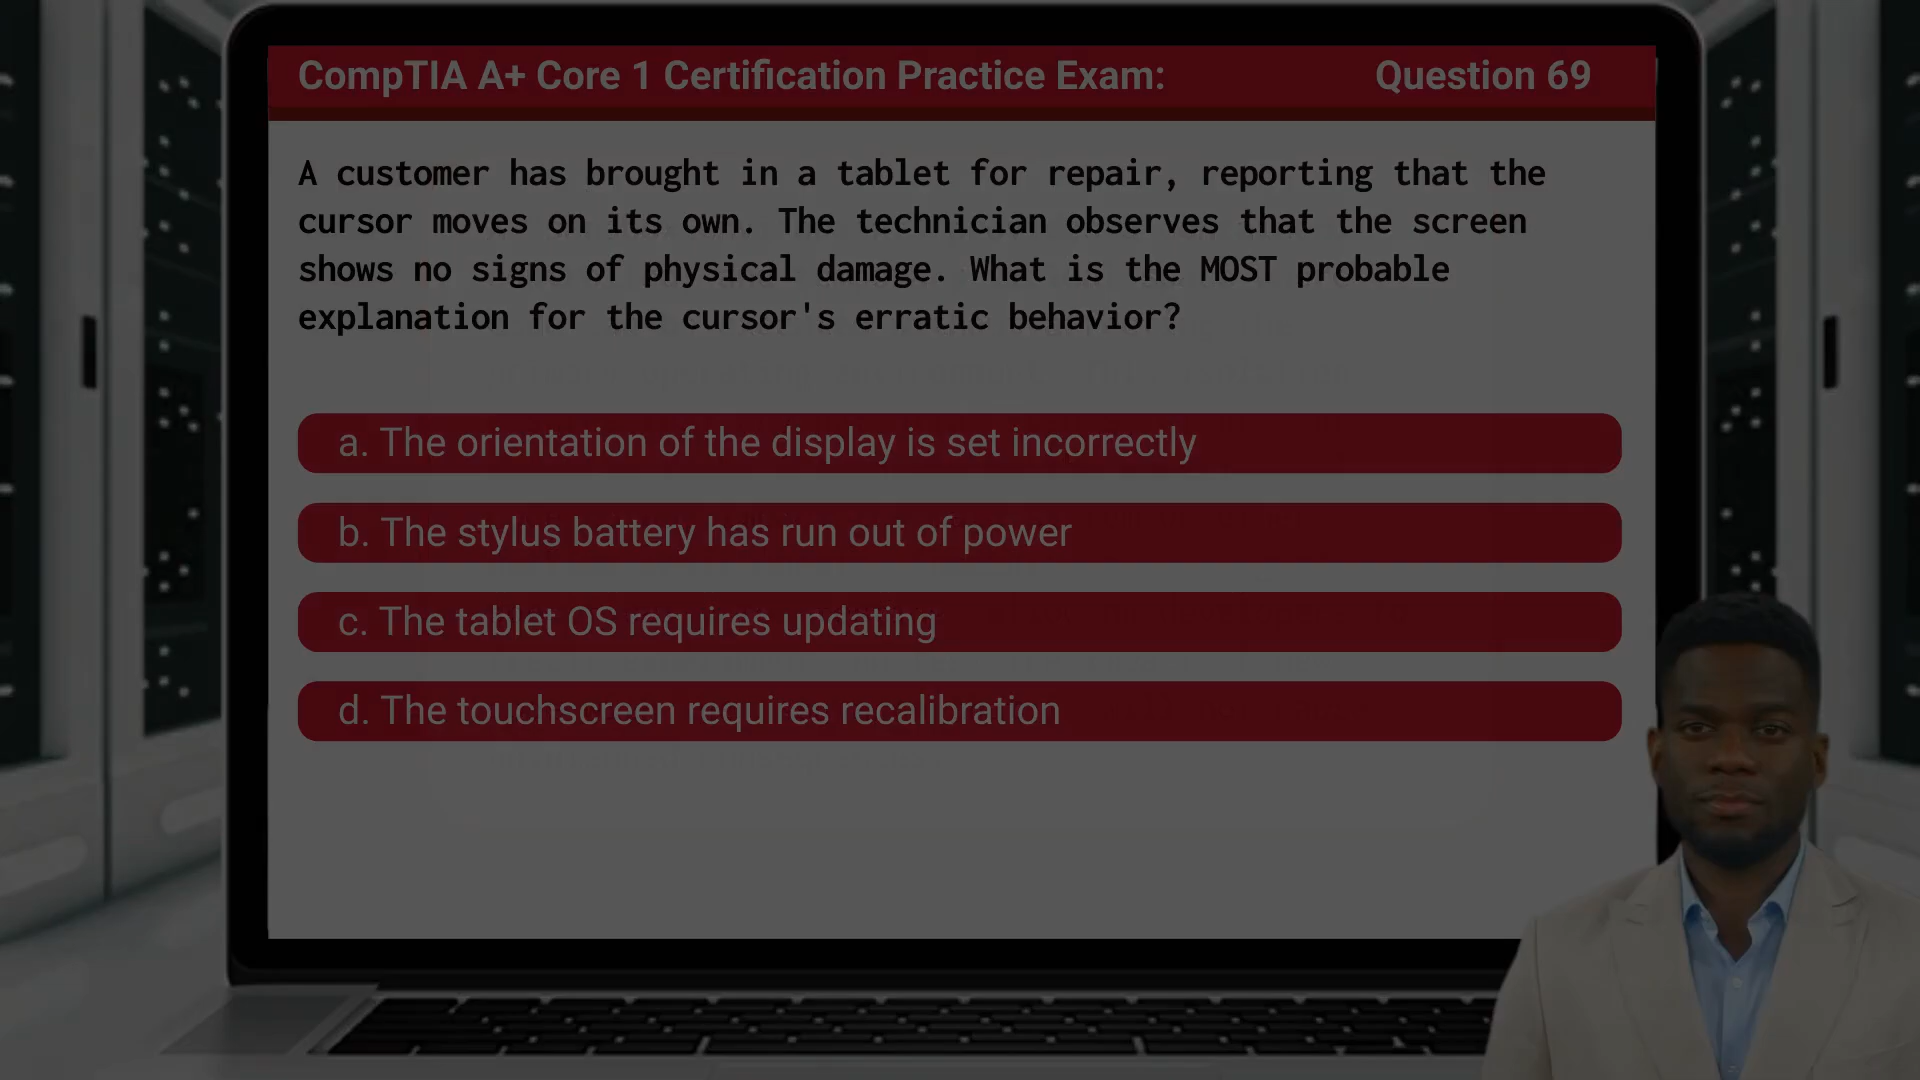 CompTIA A+ Core 1 Certification Practice Exam: Question 69
A customer has brought in a tablet for repair, reporting that the
cursor moves on its own. The technician observes that the screen
shows no signs of physical damage. What is the MOST probable
explanation for the cursor's erratic behavior?
a. The orientation of the display is set incorrectly
b. The stylus battery has run out of power
c. The tablet OS requires updating
d. The touchscreen requires recalibration